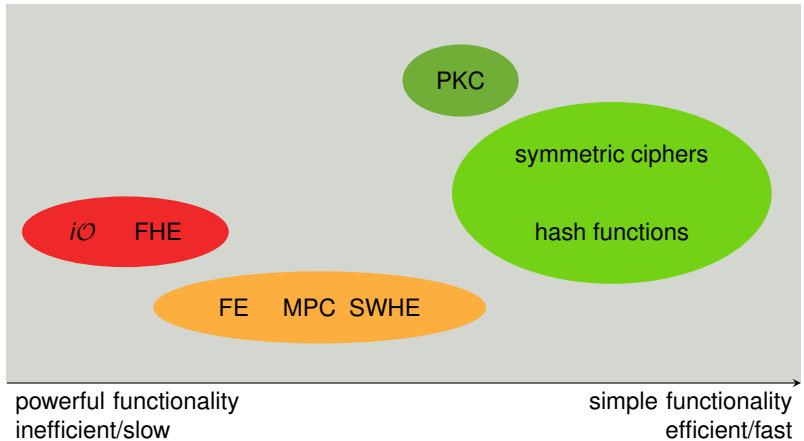 PKC
symmetric ciphers
iO FHE
hash functions
FE MPC SWHE
powerful functionality
inefficient/slow
simple functionality
efficient/fast